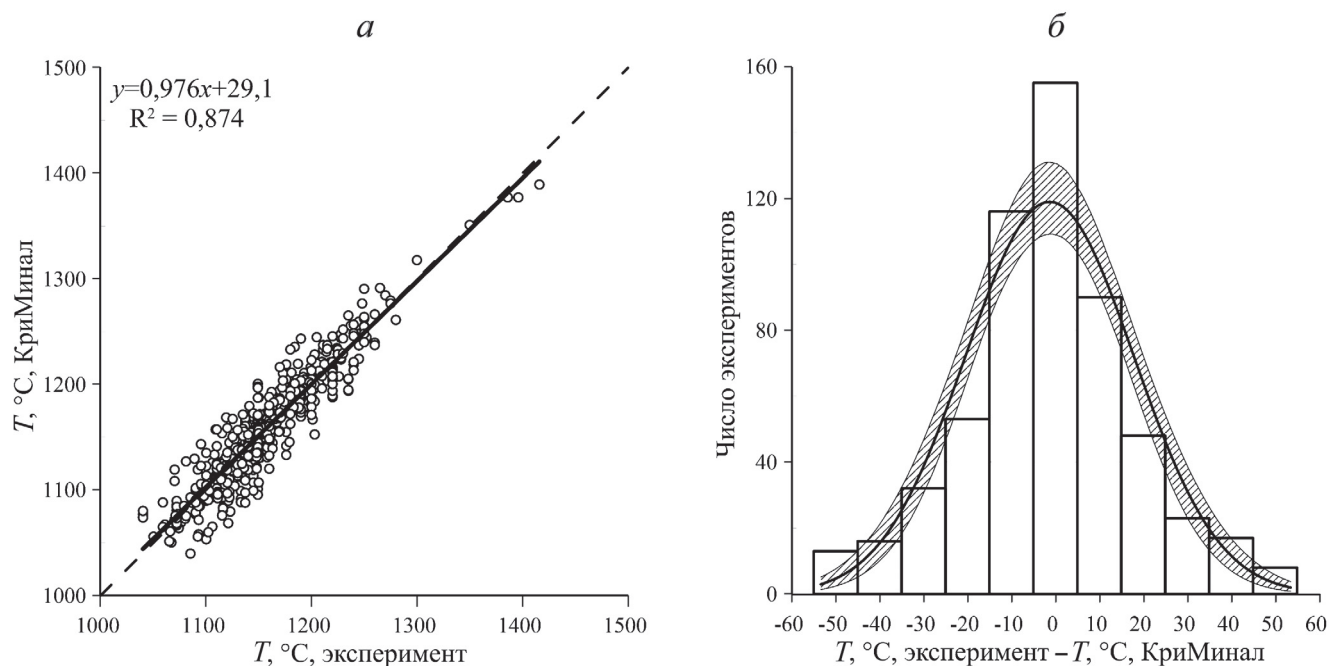 а
1500
y=0,976x+29,1
R² = 0,874
1400
1300
1200
1100
1000
T, °C, КриМинал
1000 1100 1200 1300 1400 1500
T, °C, эксперимент
б
160
120
80
40
0
Число экспериментов
-60 -50 -40 -30 -20 -10 0 10 20 30 40 50 60
T, °C, эксперимент – T, °C, КриМинал